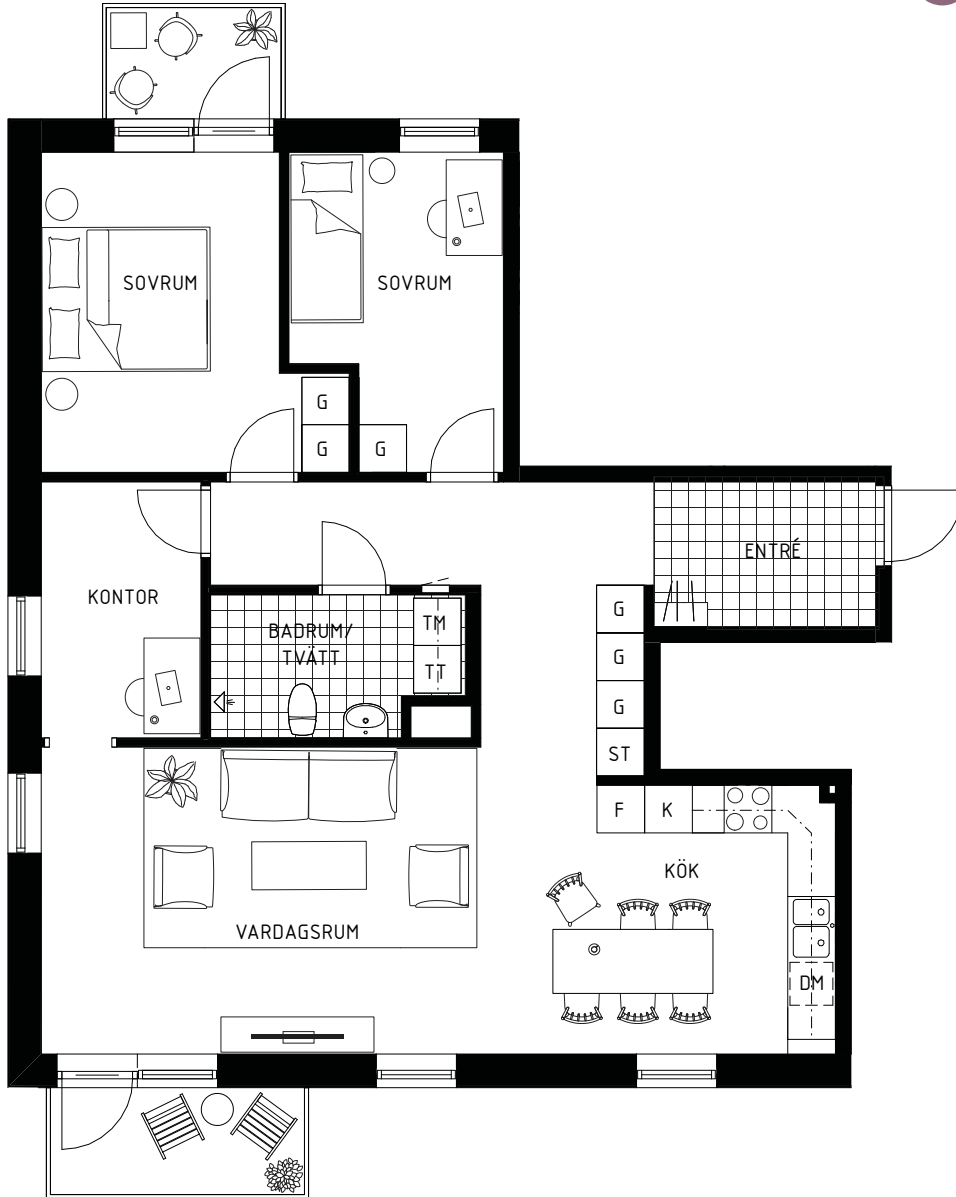 SOVRUM
SOVRUM
G
G
G
ENTRÉ
KONTOR
G
TM
BADRUM/
TVÄTT
G
TT
G
ST
F
K
KÖK
VARDAGSRUM
DM